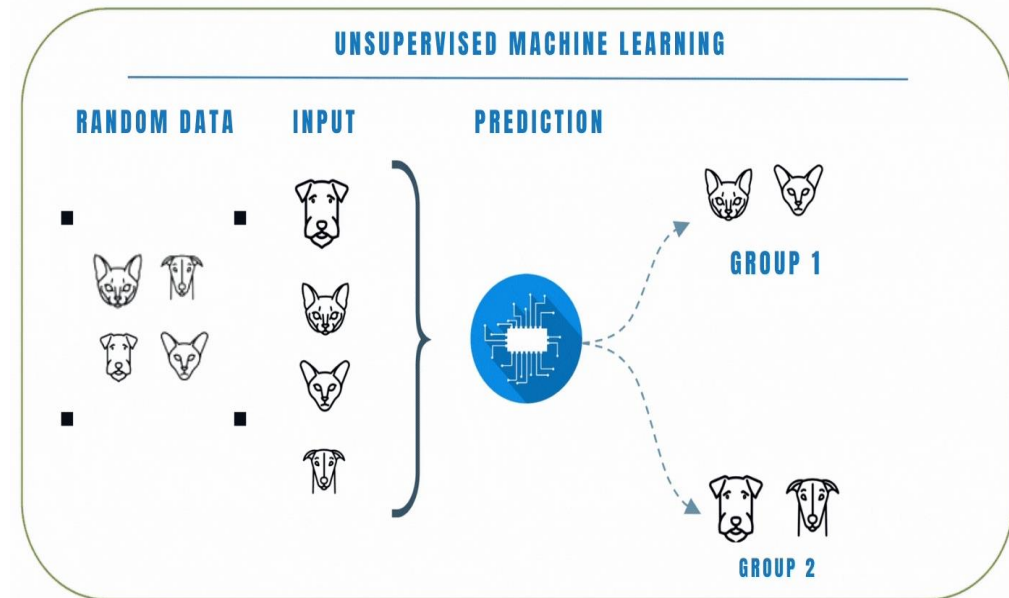 UNSUPERVISED MACHINE LEARNING
RANDOM DATA
INPUT
PREDICTION
GROUP 1
GROUP 2